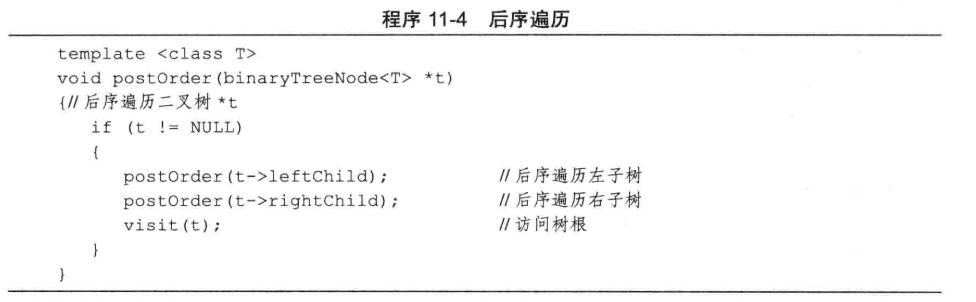 程序 11-4 后序遍历
template <class T>
void postOrder(binaryTreeNode<T> *t)
{// 后序遍历二叉树 *t
if (t != NULL)
{
postOrder(t->leftChild); // 后序遍历左子树
postOrder(t->rightChild); // 后序遍历右子树
visit(t); // 访问树根
}
}